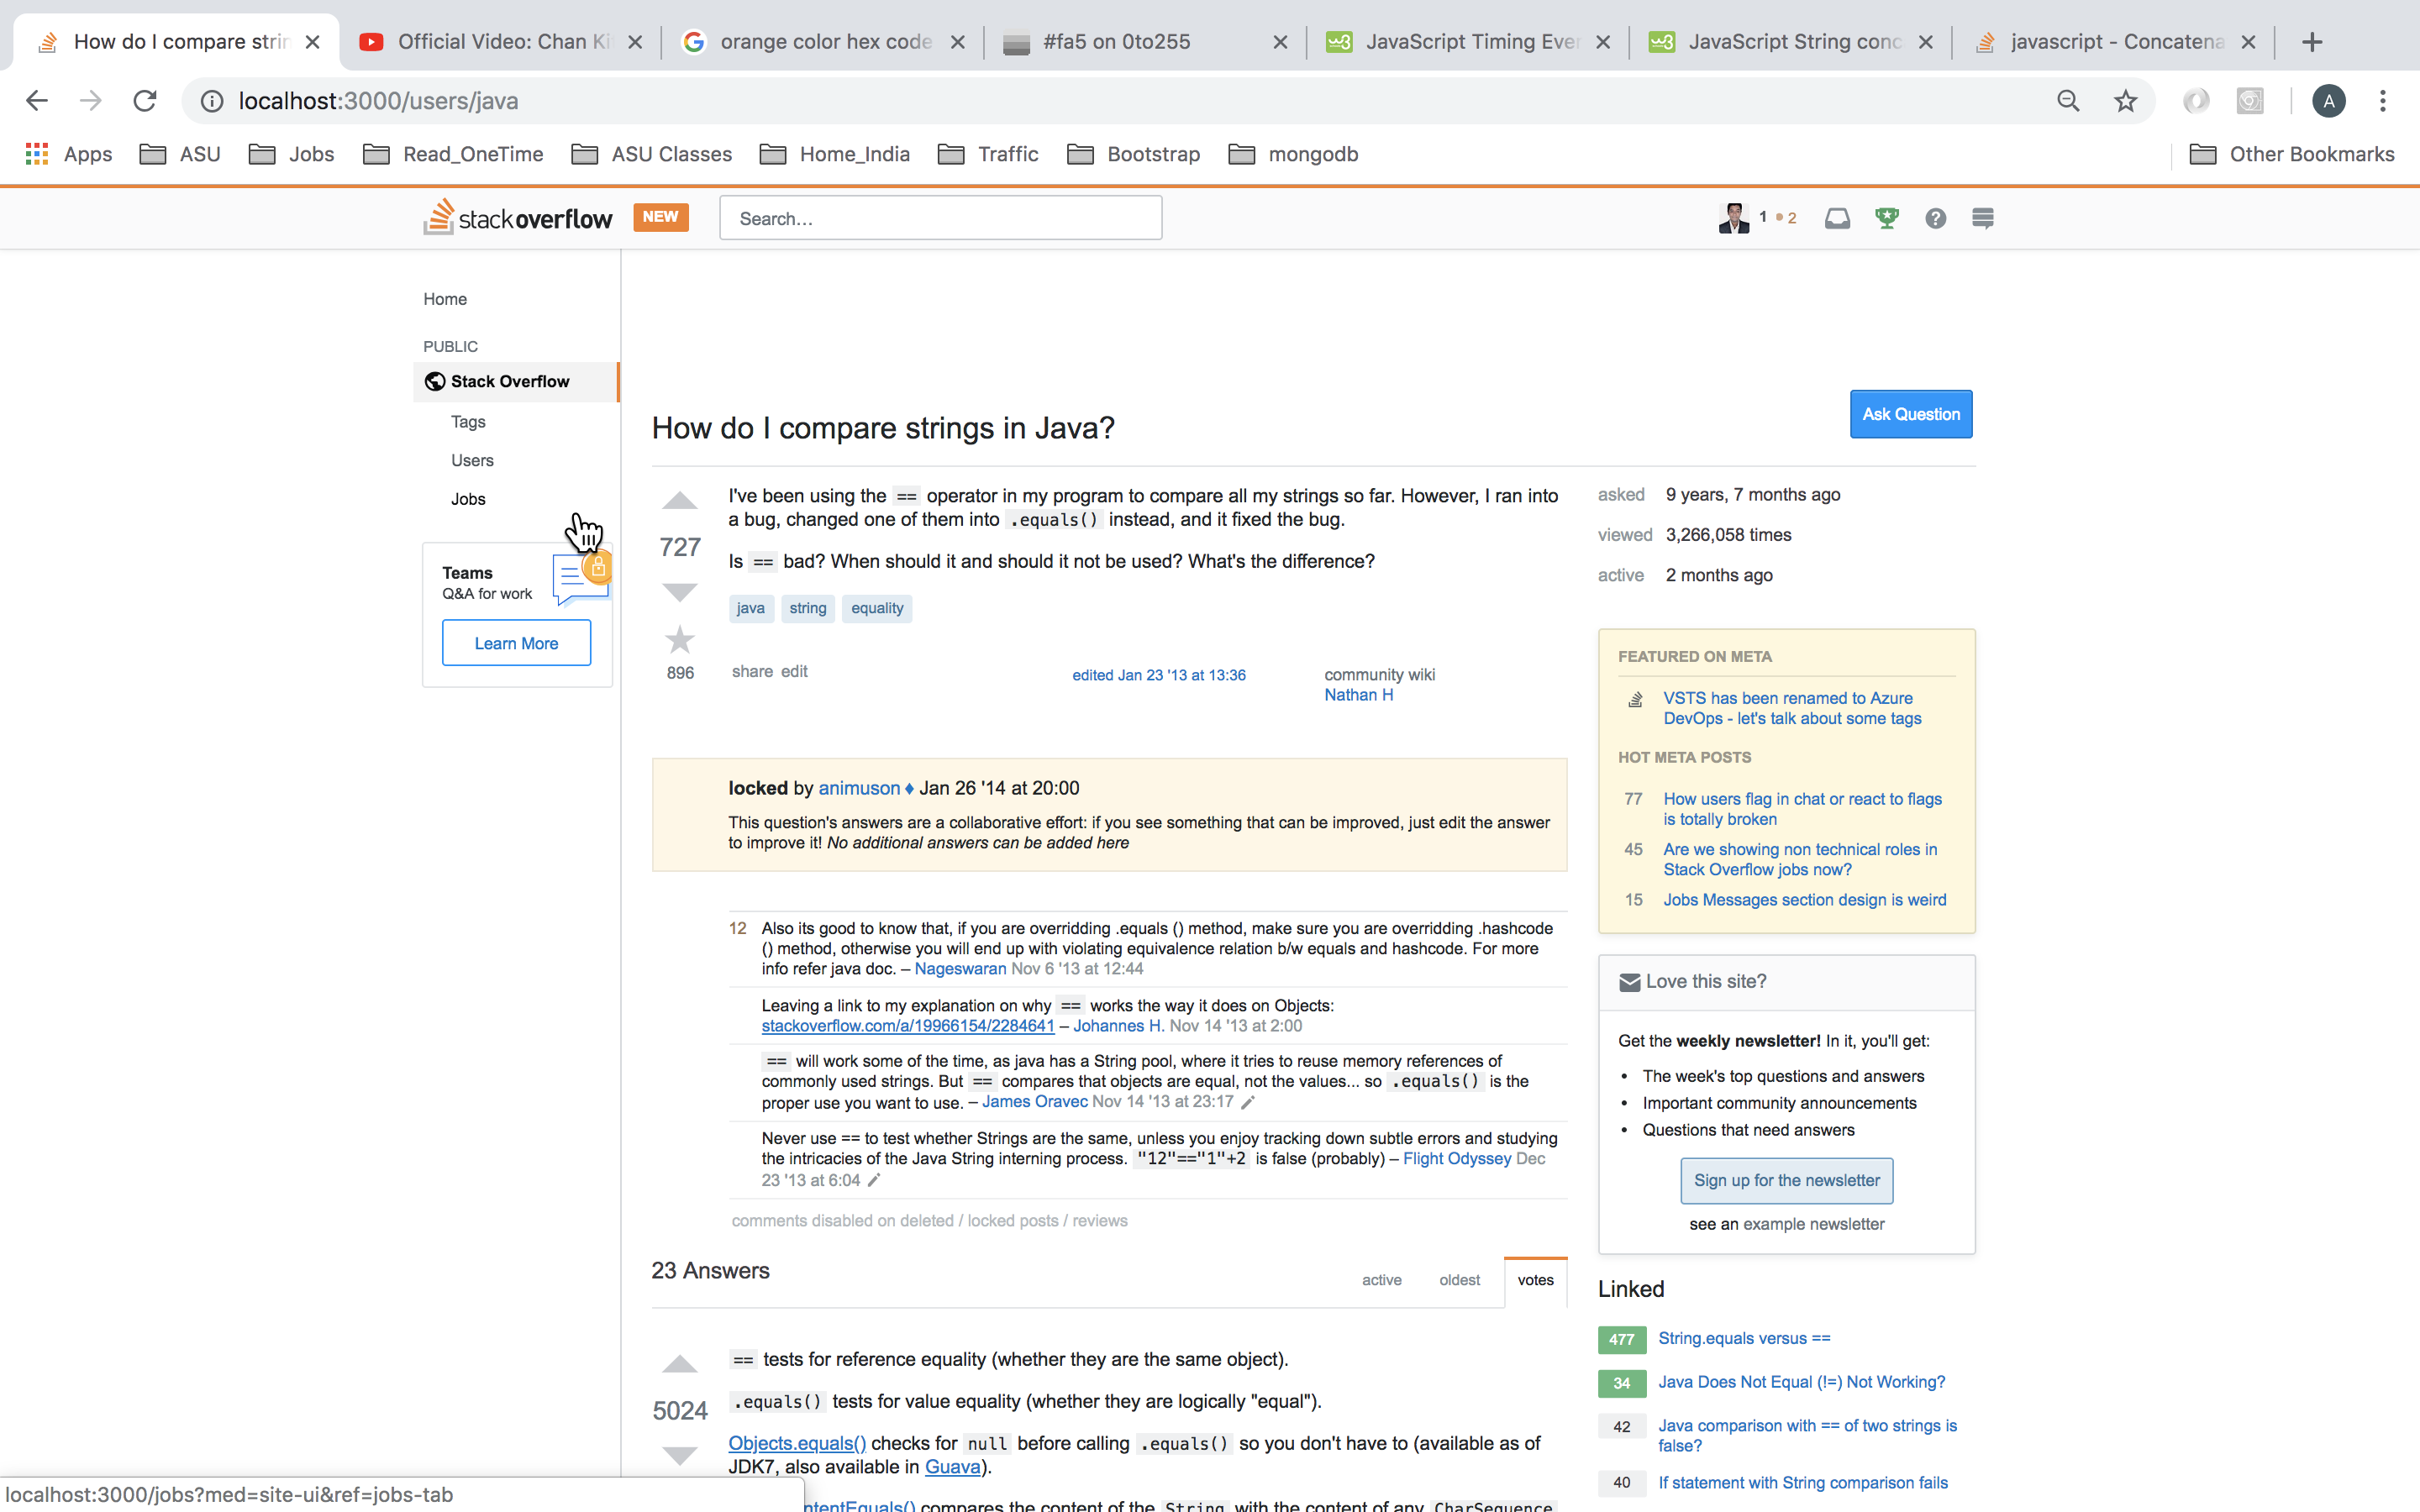 How do I compare strin
Official Video: Chan Ki
orange color hex code
#fa5 on 0to255
JavaScript Timing Even
JavaScript String conc
javascript - Concatena
localhost:3000/users/java
A
Apps
ASU
Jobs
Read_OneTime
ASU Classes
Home_India
Traffic
Bootstrap
mongodb
Other Bookmarks
stackoverflow
NEW
Search...
1 2
Home
PUBLIC
Stack Overflow
Tags
Users
Jobs
Teams
Q&A for work
Learn More
How do I compare strings in Java?
Ask Question
727
896
I've been using the == operator in my program to compare all my strings so far. However, I ran into
a bug, changed one of them into .equals() instead, and it fixed the bug.
Is == bad? When should it and should it not be used? What's the difference?
java string equality
share edit
edited Jan 23 '13 at 13:36
community wiki
Nathan H
locked by animuson♦ Jan 26 '14 at 20:00
This question's answers are a collaborative effort: if you see something that can be improved, just edit the answer
to improve it! No additional answers can be added here
12 Also its good to know that, if you are overridding .equals () method, make sure you are overridding .hashcode
() method, otherwise you will end up with violating equivalence relation b/w equals and hashcode. For more
info refer java doc. – Nageswaran Nov 6 '13 at 12:44
Leaving a link to my explanation on why == works the way it does on Objects:
stackoverflow.com/a/19966154/2284641 – Johannes H. Nov 14 '13 at 2:00
== will work some of the time, as java has a String pool, where it tries to reuse memory references of
commonly used strings. But == compares that objects are equal, not the values... so .equals() is the
proper use you want to use. – James Oravec Nov 14 '13 at 23:17
Never use == to test whether Strings are the same, unless you enjoy tracking down subtle errors and studying
the intricacies of the Java String interning process. "12"=="1"+2 is false (probably) – Flight Odyssey Dec
23 '13 at 6:04
comments disabled on deleted / locked posts / reviews
23 Answers
active oldest votes
5024
== tests for reference equality (whether they are the same object).
.equals() tests for value equality (whether they are logically "equal").
Objects.equals() checks for null before calling .equals() so you don't have to (available as of
JDK7, also available in Guava).
ntentEquals() compares the content of the String with the content of any CharSequence
asked 9 years, 7 months ago
viewed 3,266,058 times
active 2 months ago
FEATURED ON META
VSTS has been renamed to Azure
DevOps - let's talk about some tags
HOT META POSTS
77 How users flag in chat or react to flags
is totally broken
45 Are we showing non technical roles in
Stack Overflow jobs now?
15 Jobs Messages section design is weird
Love this site?
Get the weekly newsletter! In it, you'll get:
• The week's top questions and answers
• Important community announcements
• Questions that need answers
Sign up for the newsletter
see an example newsletter
Linked
477 String.equals versus ==
34 Java Does Not Equal (!=) Not Working?
42 Java comparison with == of two strings is
false?
40 If statement with String comparison fails
localhost:3000/jobs?med=site-ui&ref=jobs-tab